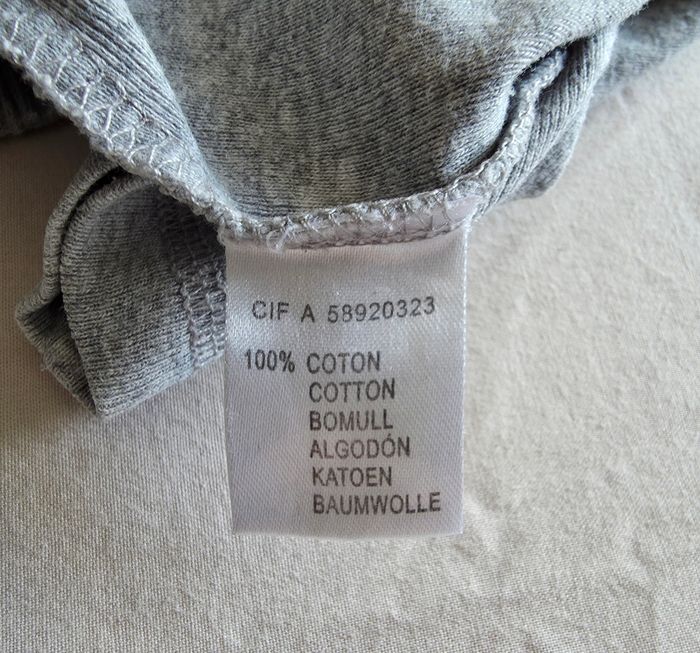 CIF A 58920323
100% COTON
COTTON
BOMULL
ALGODÓN
KATOEN
BAUMWOLLE